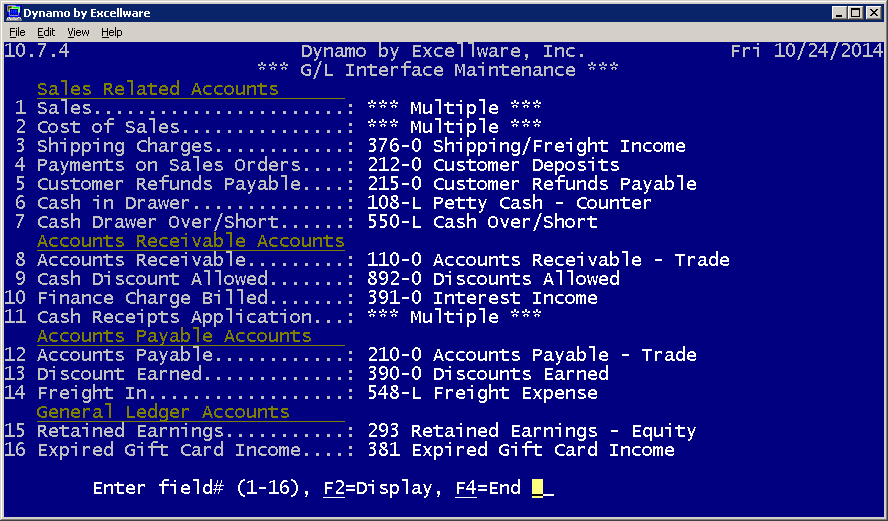 Dynamo by Excellware
File Edit View Help
10.7.4 Dynamo by Excellware, Inc. Fri 10/24/2014
*** G/L Interface Maintenance ***
Sales Related Accounts
1 Sales.......................: *** Multiple ***
2 Cost of Sales...............: *** Multiple ***
3 Shipping Charges............: 376-0 Shipping/Freight Income
4 Payments on Sales Orders....: 212-0 Customer Deposits
5 Customer Refunds Payable....: 215-0 Customer Refunds Payable
6 Cash in Drawer..............: 108-L Petty Cash - Counter
7 Cash Drawer Over/Short......: 550-L Cash Over/Short
Accounts Receivable Accounts
8 Accounts Receivable.........: 110-0 Accounts Receivable - Trade
9 Cash Discount Allowed.......: 892-0 Discounts Allowed
10 Finance Charge Billed.......: 391-0 Interest Income
11 Cash Receipts Application...: *** Multiple ***
Accounts Payable Accounts
12 Accounts Payable............: 210-0 Accounts Payable - Trade
13 Discount Earned.............: 390-0 Discounts Earned
14 Freight In..................: 548-L Freight Expense
General Ledger Accounts
15 Retained Earnings...........: 293 Retained Earnings - Equity
16 Expired Gift Card Income....: 381 Expired Gift Card Income
Enter field# (1-16), F2=Display, F4=End